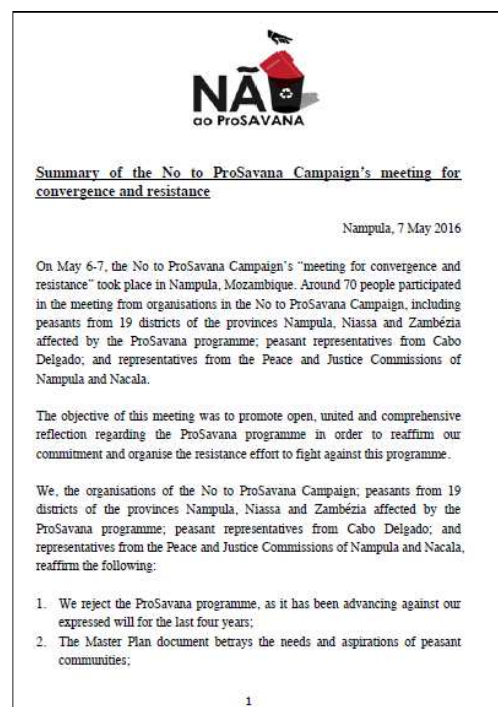 NÃO
ao ProSAVANA
Summary of the No to ProSavana Campaign's meeting for
convergence and resistance
Nampula, 7 May 2016
On May 6-7, the No to ProSavana Campaign's "meeting for convergence and
resistance" took place in Nampula, Mozambique. Around 70 people participated
in the meeting from organisations in the No to ProSavana Campaign, including
peasants from 19 districts of the provinces Nampula, Niassa and Zambézia
affected by the ProSavana programme; peasant representatives from Cabo
Delgado; and representatives from the Peace and Justice Commissions of
Nampula and Nacala.
The objective of this meeting was to promote open, united and comprehensive
reflection regarding the ProSavana programme in order to reaffirm our
commitment and organise the resistance effort to fight against this programme.
We, the organisations of the No to ProSavana Campaign; peasants from 19
districts of the provinces Nampula, Niassa and Zambézia affected by the
ProSavana programme; peasant representatives from Cabo Delgado; and
representatives from the Peace and Justice Commissions of Nampula and Nacala,
reaffirm the following:
1. We reject the ProSavana programme, as it has been advancing against our
expressed will for the last four years;
2. The Master Plan document betrays the needs and aspirations of peasant
communities;
1